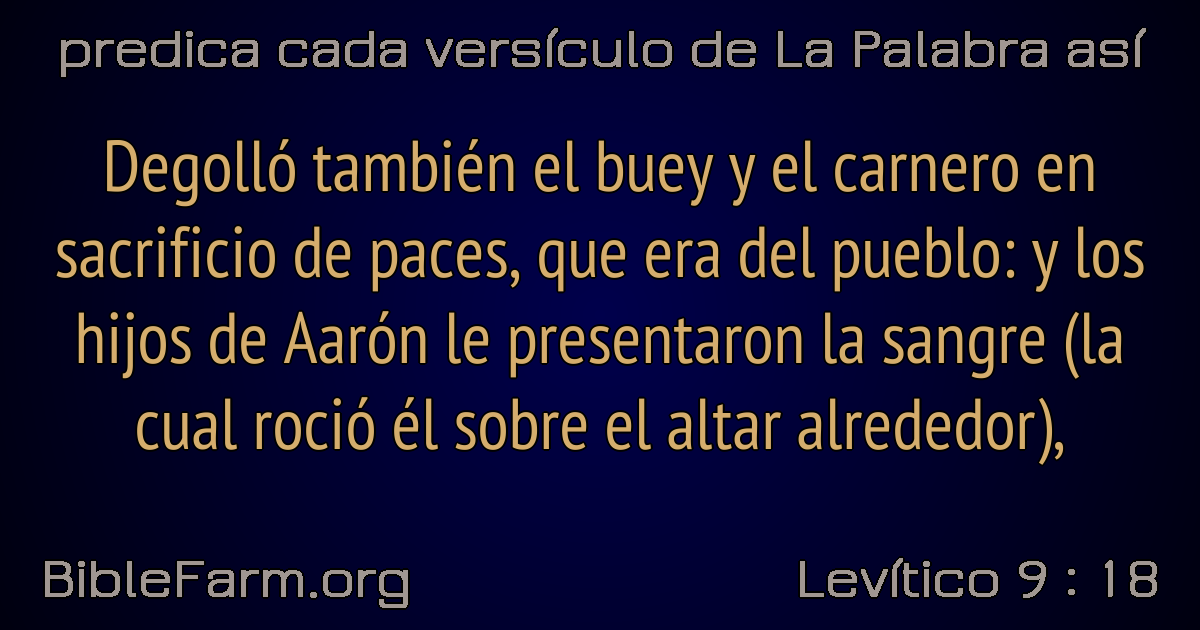 predica cada versículo de La Palabra así
Degolló también el buey y el carnero en
sacrificio de paces, que era del pueblo: y los
hijos de Aarón le presentaron la sangre (la
cual roció él sobre el altar alrededor),
BibleFarm.org
Levítico 9 : 18